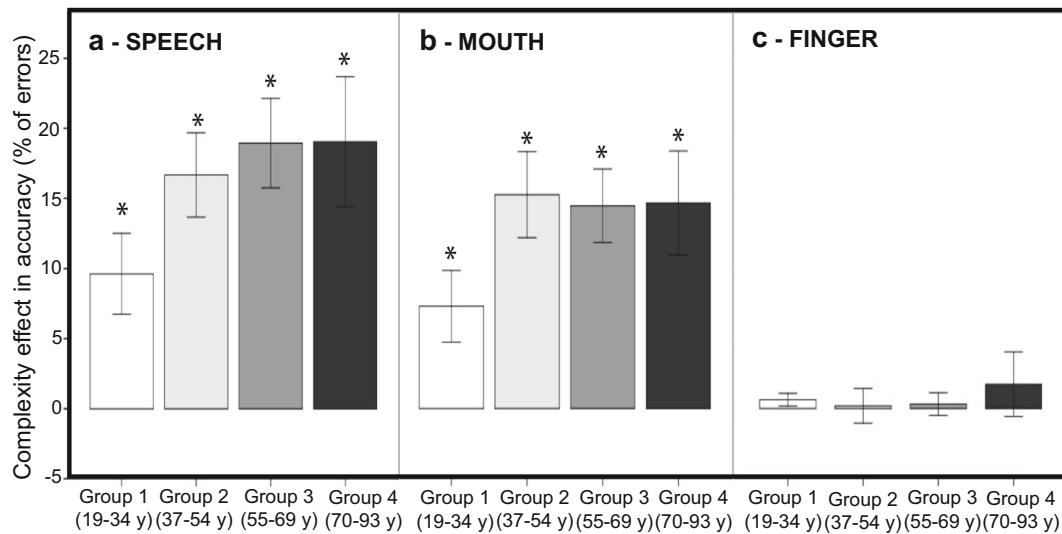 Complexity effect in accuracy (% of errors)
25
20
15
10
5
0
-5
a - SPEECH
*
*
*
*
Group 1
(19-34 y)
Group 2
(37-54 y)
Group 3
(55-69 y)
Group 4
(70-93 y)
b - MOUTH
*
*
*
*
Group 1
(19-34 y)
Group 2
(37-54 y)
Group 3
(55-69 y)
Group 4
(70-93 y)
c - FINGER
Group 1
(19-34 y)
Group 2
(37-54 y)
Group 3
(55-69 y)
Group 4
(70-93 y)